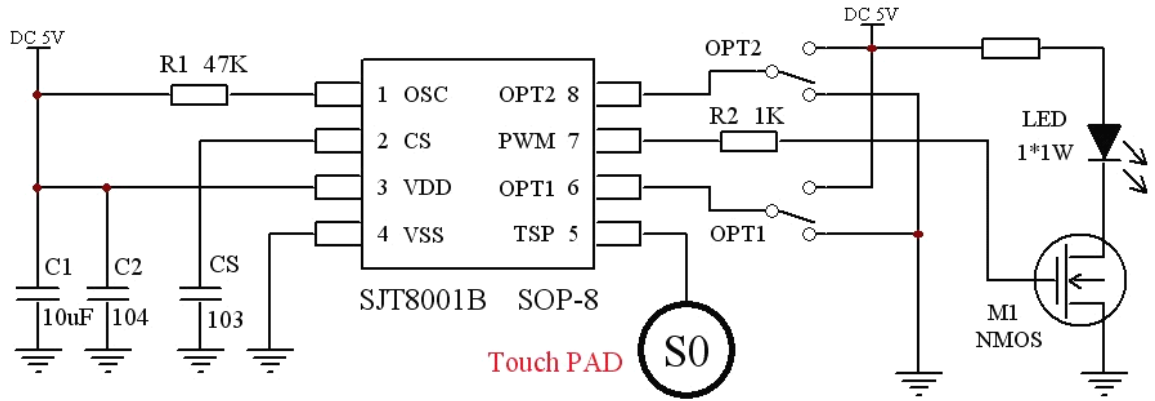 DC 5V
DC 5V
R1 47K
OPT2
1 OSC
OPT2 8
2 CS
PWM 7
R2 1K
LED
1*1W
3 VDD
OPT1 6
4 VSS
TSP 5
OPT1
C1
C2
CS
10uF
104
103
SJT8001B SOP-8
M1
NMOS
Touch PAD
S0